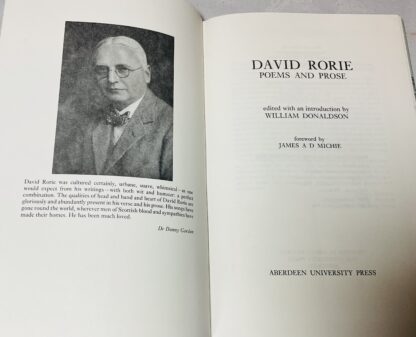 David Rorie was cultured certainly, urbane, suave, whimsical—as one
would expect from his writings—with both wit and humour: a perfect
combination. The qualities of head and hand and heart of David Rorie are
gloriously and abundantly present in his verse and his prose. His songs have
gone round the world, wherever men of Scottish blood and sympathies have
made their homes. He has been much loved.
Dr Danny Gordon
DAVID RORIE
POEMS AND PROSE
edited with an introduction by
WILLIAM DONALDSON
foreword by
JAMES A D MICHIE
ABERDEEN UNIVERSITY PRESS